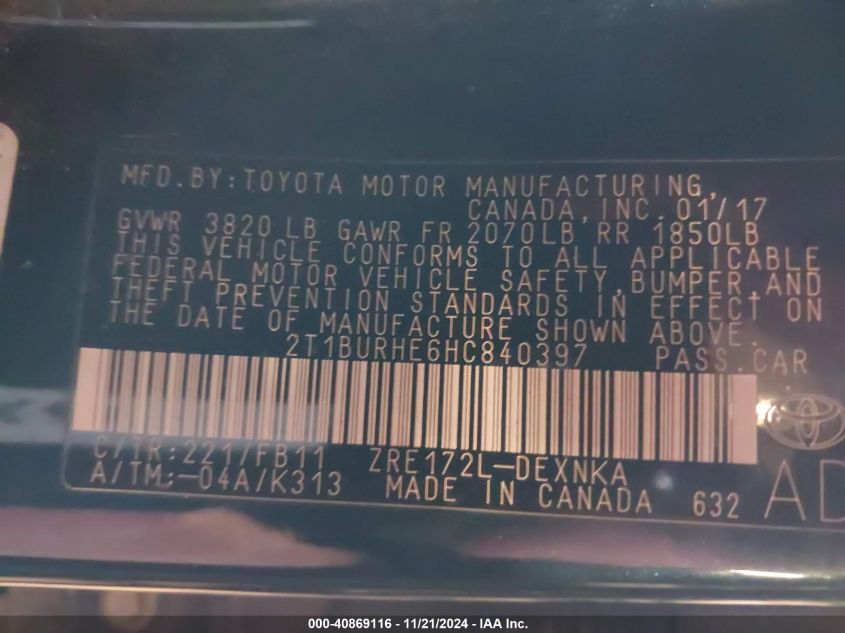 MFD.BY:TOYOTA MOTOR MANUFACTURING,
CANADA,INC. 01/17
GVWR 3820 LB GAWR FR 2070LB RR 1850LB
THIS VEHICLE CONFORMS TO ALL APPLICABLE
FEDERAL MOTOR VEHICLE SAFETY,BUMPER,AND
THEFT PREVENTION STANDARDS IN EFFECT ON
THE DATE OF MANUFACTURE SHOWN ABOVE.
2T1BURHE6HC840397 PASS.CAR
C/TR:221/FB11 ZRE172L-DEXNKA
A/TM:-04A/K313 MADE IN CANADA 632 AD
000-40869116 - 11/21/2024 - IAA Inc.